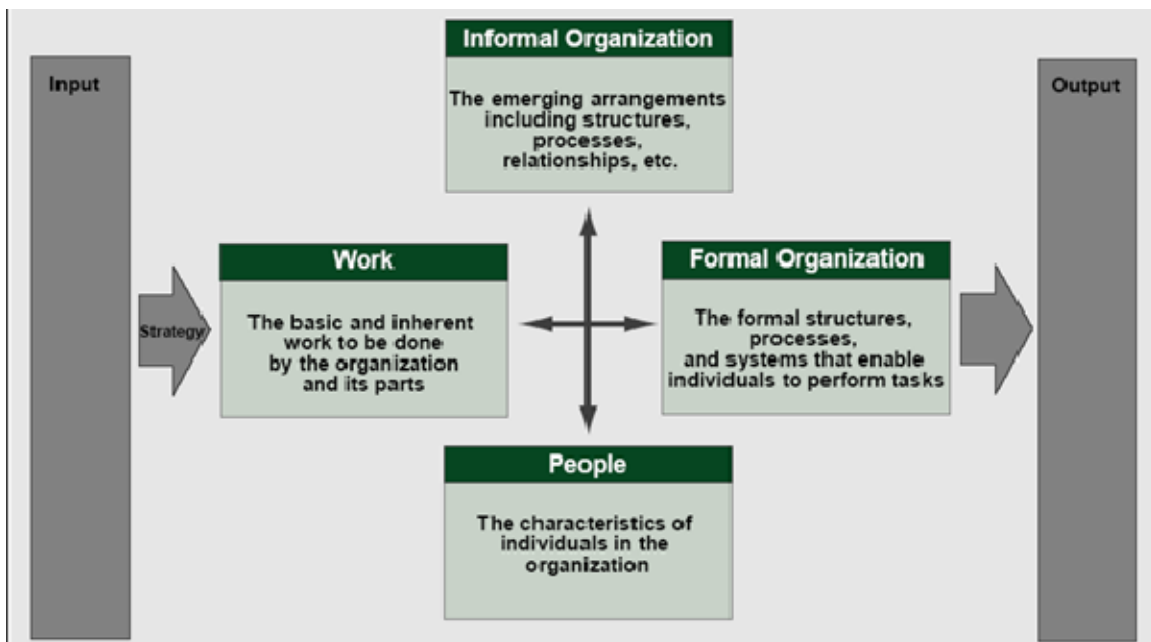 Input
Informal Organization
The emerging arrangements
including structures,
processes,
relationships, etc.
Output
Strategy
Work
The basic and inherent
work to be done
by the organization
and its parts
Formal Organization
The formal structures,
processes,
and systems that enable
individuals to perform tasks
People
The characteristics of
individuals in the
organization